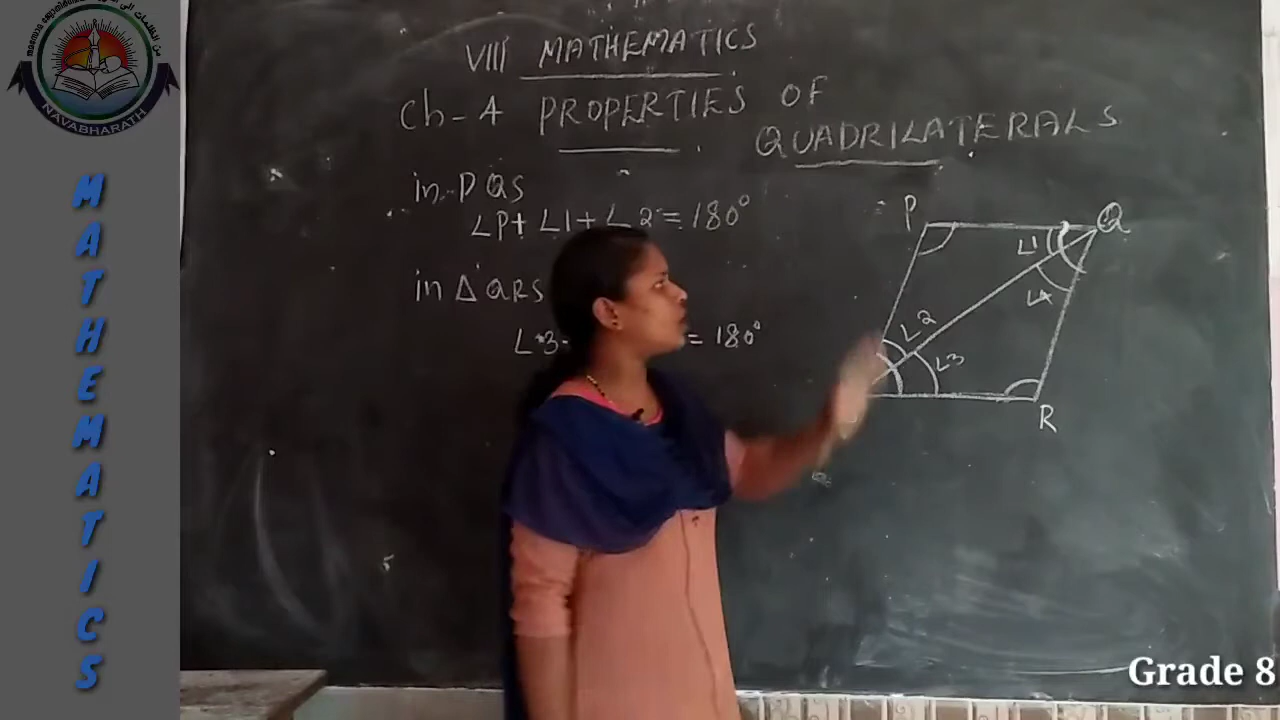 NAVABHARATH
MATHEMATICS
VIII MATHEMATICS
Ch-4 PROPERTIES OF
QUADRILATERALS
in PQS
∠P+ ∠1+ ∠2=180°
in Δ QRS
∠3
= 180°
P
Q
∠1
∠4
∠2
∠3
R
Grade 8